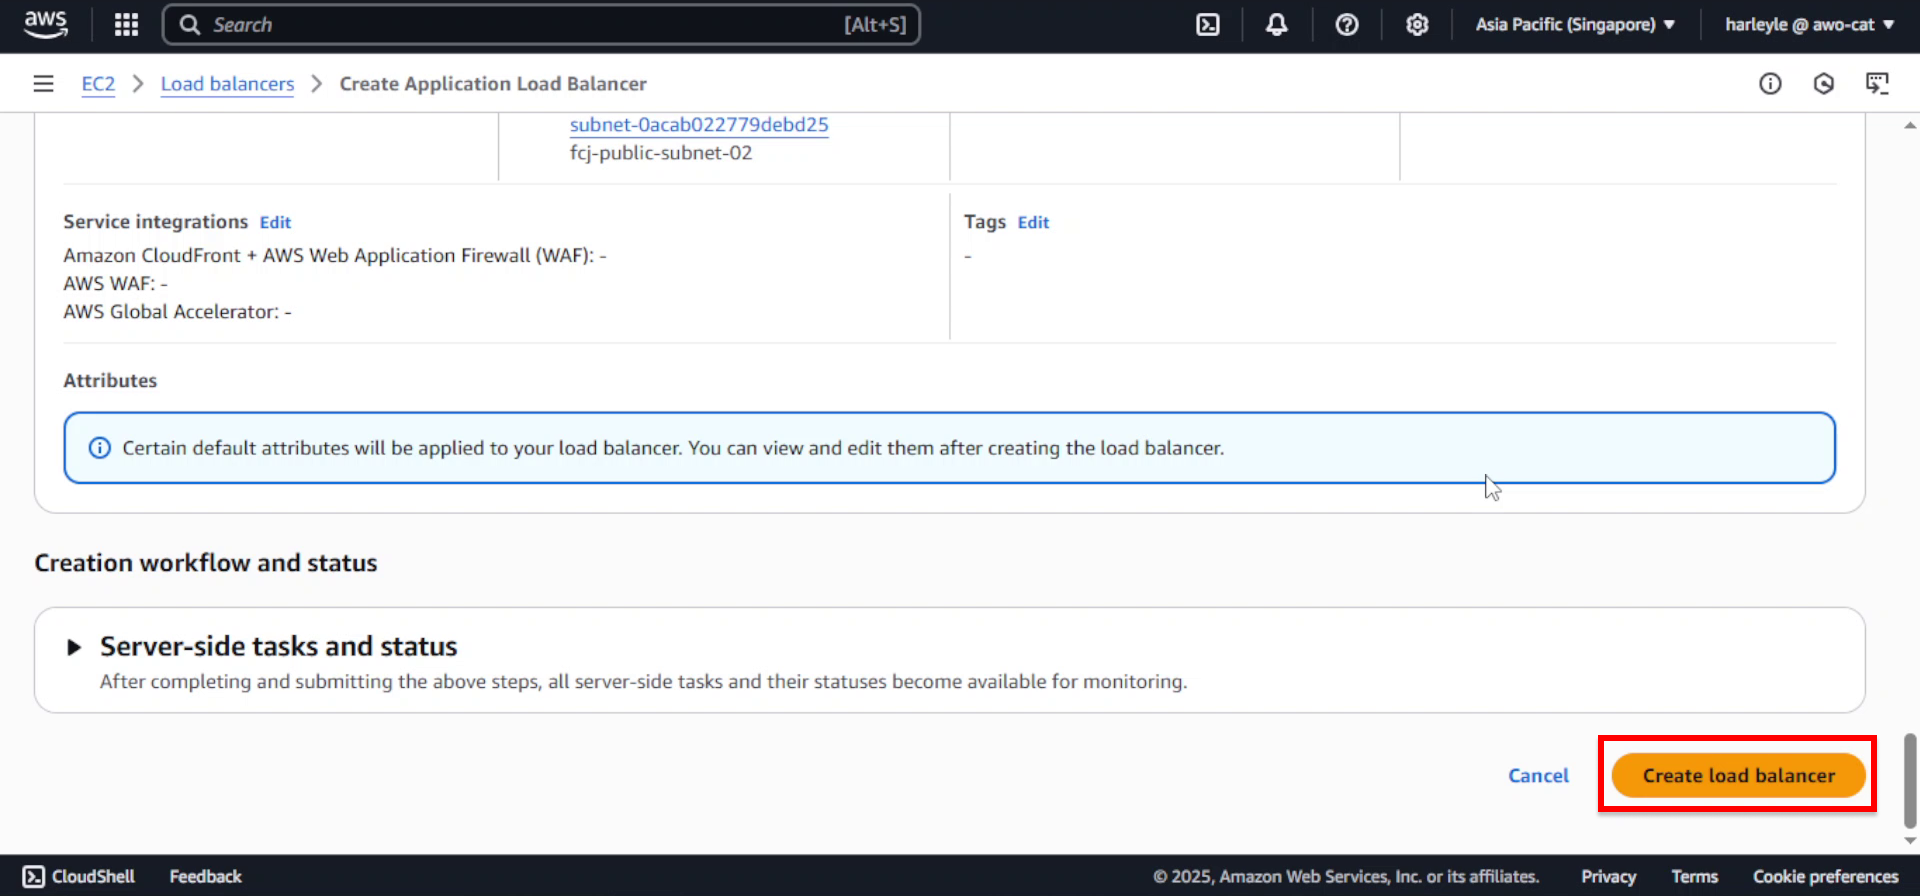 aws
Search [Alt+S]
Asia Pacific (Singapore)
harleyle @ awo-cat
EC2
Load balancers
Create Application Load Balancer
subnet-0acab022779debd25
fcj-public-subnet-02
Service integrations Edit
Amazon CloudFront + AWS Web Application Firewall (WAF): -
AWS WAF: -
AWS Global Accelerator: -
Tags Edit
-
Attributes
Certain default attributes will be applied to your load balancer. You can view and edit them after creating the load balancer.
Creation workflow and status
Server-side tasks and status
After completing and submitting the above steps, all server-side tasks and their statuses become available for monitoring.
Cancel
Create load balancer
CloudShell
Feedback
© 2025, Amazon Web Services, Inc. or its affiliates.
Privacy
Terms
Cookie preferences